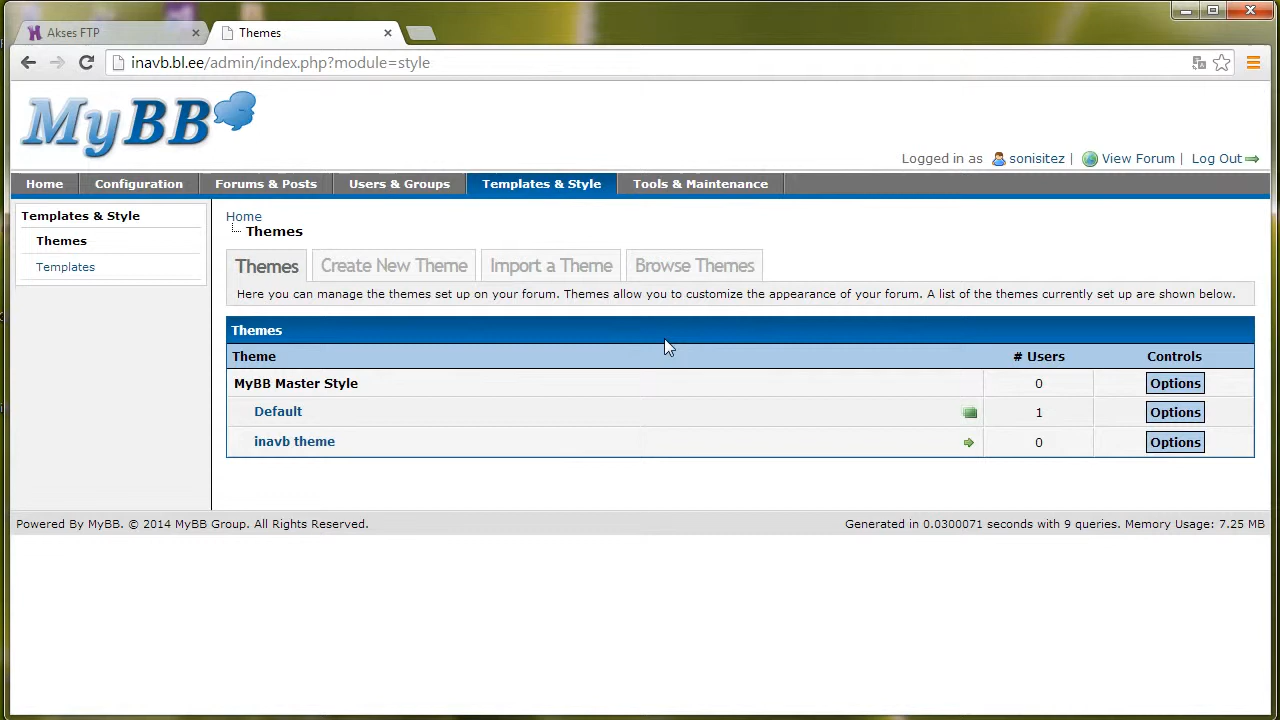 Akses FTP
Themes
inavb.bl.ee/admin/index.php?module=style
MyBB
Logged in as sonisitez | View Forum | Log Out
Home Configuration Forums & Posts Users & Groups Templates & Style Tools & Maintenance
Templates & Style
Themes
Templates
Home
Themes
Themes Create New Theme Import a Theme Browse Themes
Here you can manage the themes set up on your forum. Themes allow you to customize the appearance of your forum. A list of the themes currently set up are shown below.
Themes
Theme # Users Controls
MyBB Master Style 0 Options
Default 1 Options
inavb theme 0 Options
Powered By MyBB. © 2014 MyBB Group. All Rights Reserved.
Generated in 0.0300071 seconds with 9 queries. Memory Usage: 7.25 MB